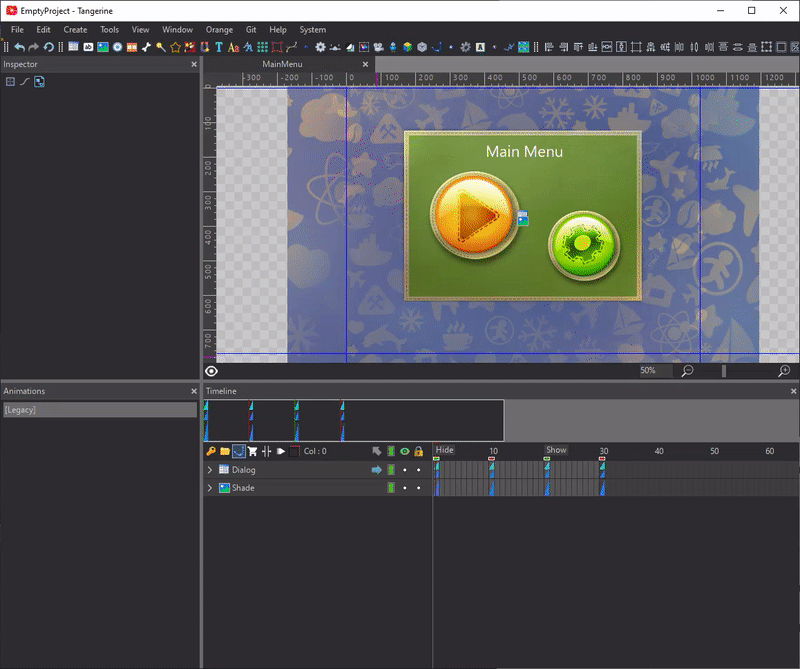 EmptyProject - Tangerine
File Edit Create Tools View Window Orange Git Help System
Inspector
MainMenu
-300 -200 -100 0 100 200 300 400 500 600 700 800 900 1000 1100 1200
0
100
200
300
400
500
600
700
Main Menu
50%
Animations
Timeline
[Legacy]
Col : 0
Hide 10 Show 30 40 50 60
Dialog
Shade